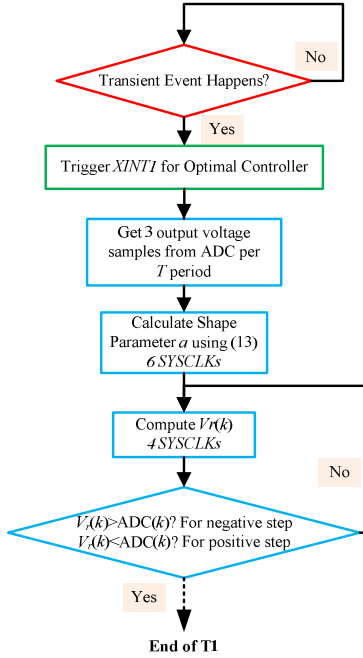 Transient Event Happens?
No
Yes
Trigger XINT1 for Optimal Controller
Get 3 output voltage
samples from ADC per
T period
Calculate Shape
Parameter a using (13)
6 SYSCLKs
Compute Vr(k)
4 SYSCLKs
No
Vr(k)>ADC(k)? For negative step
Vr(k)<ADC(k)? For positive step
Yes
End of T1